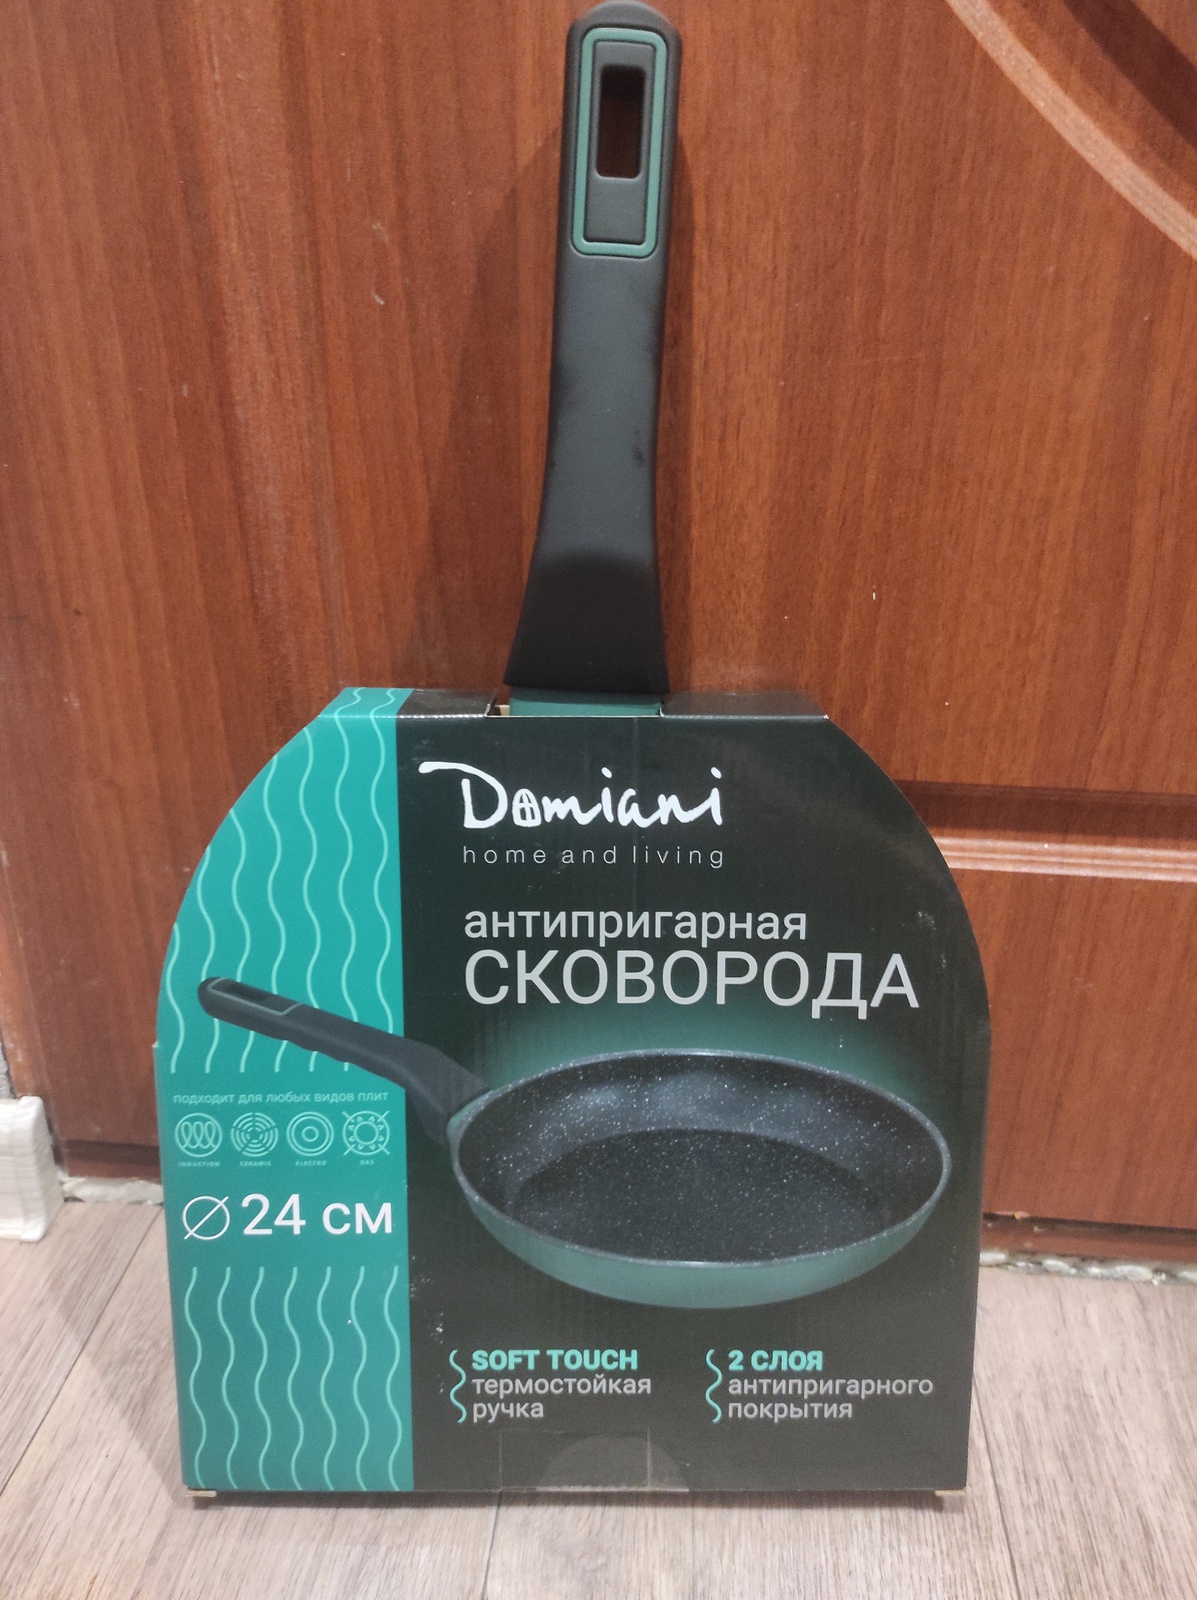 Domiani
home and living
антипригарная
СКОВОРОДА
подходит для любых видов плит
INDUCTION CERAMIC ELECTRO GAS
⌀ 24 см
SOFT TOUCH
термостойкая
ручка
2 СЛОЯ
антипригарного
покрытия